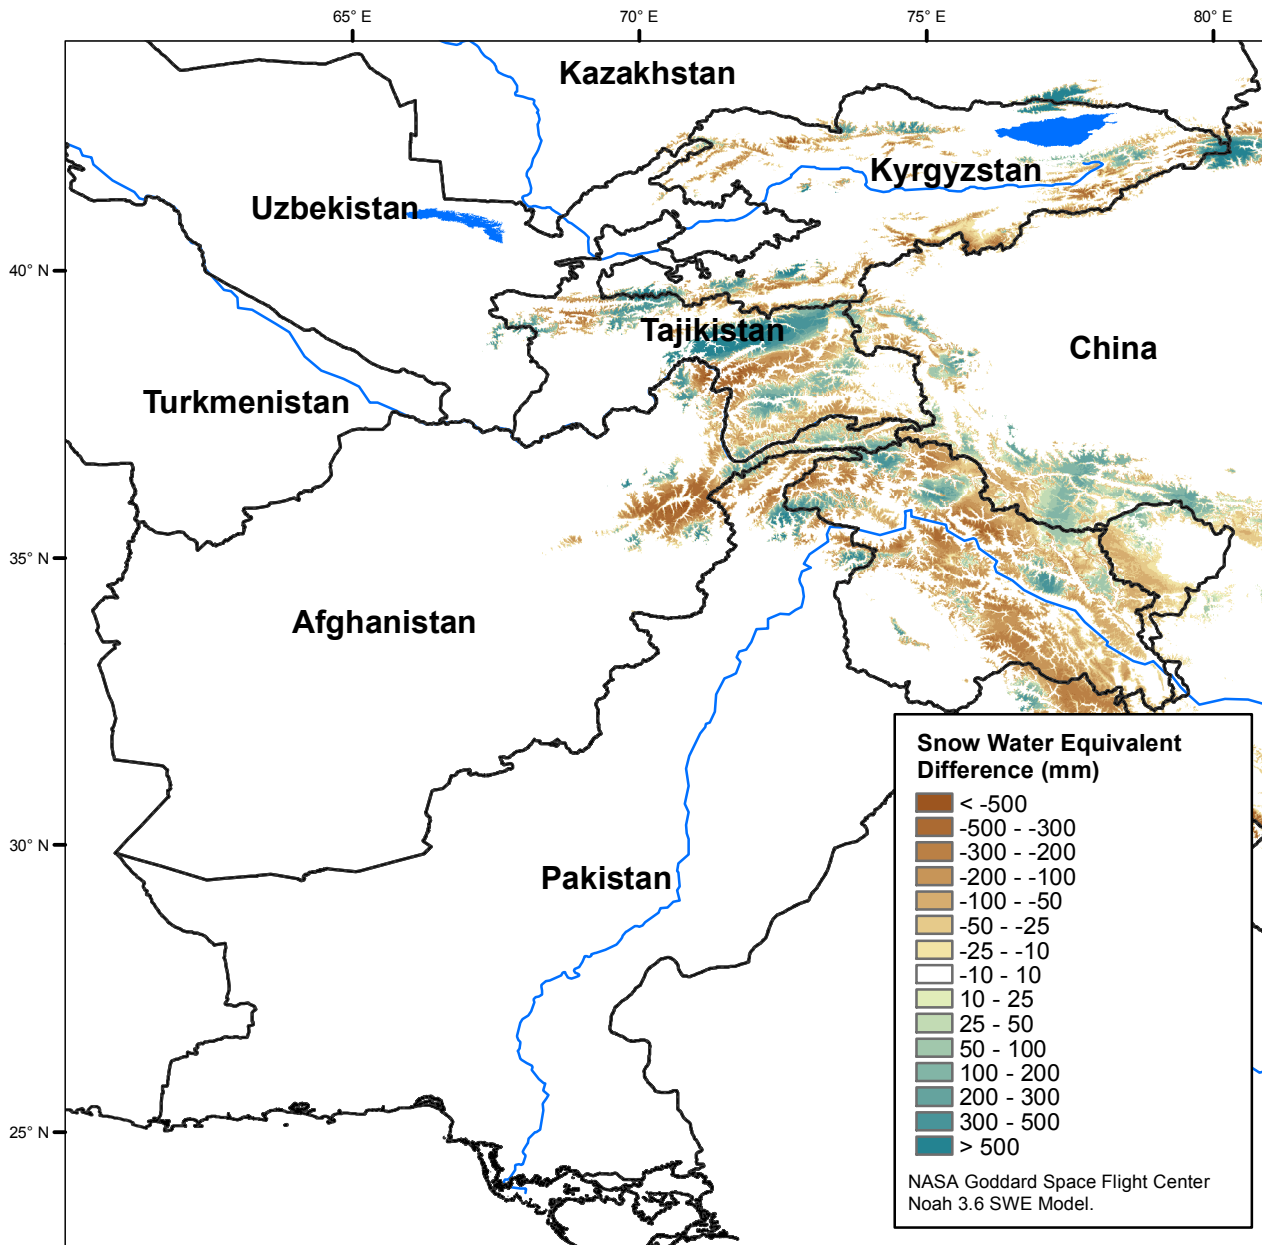 65° E
70° E
75° E
80° E
Kazakhstan
Kyrgyzstan
Uzbekistan
40° N
Tajikistan
China
Turkmenistan
35° N
Afghanistan
30° N
Pakistan
25° N
Snow Water Equivalent
Difference (mm)
< -500
-500 - -300
-300 - -200
-200 - -100
-100 - -50
-50 - -25
-25 - -10
-10 - 10
10 - 25
25 - 50
50 - 100
100 - 200
200 - 300
300 - 500
> 500
NASA Goddard Space Flight Center
Noah 3.6 SWE Model.